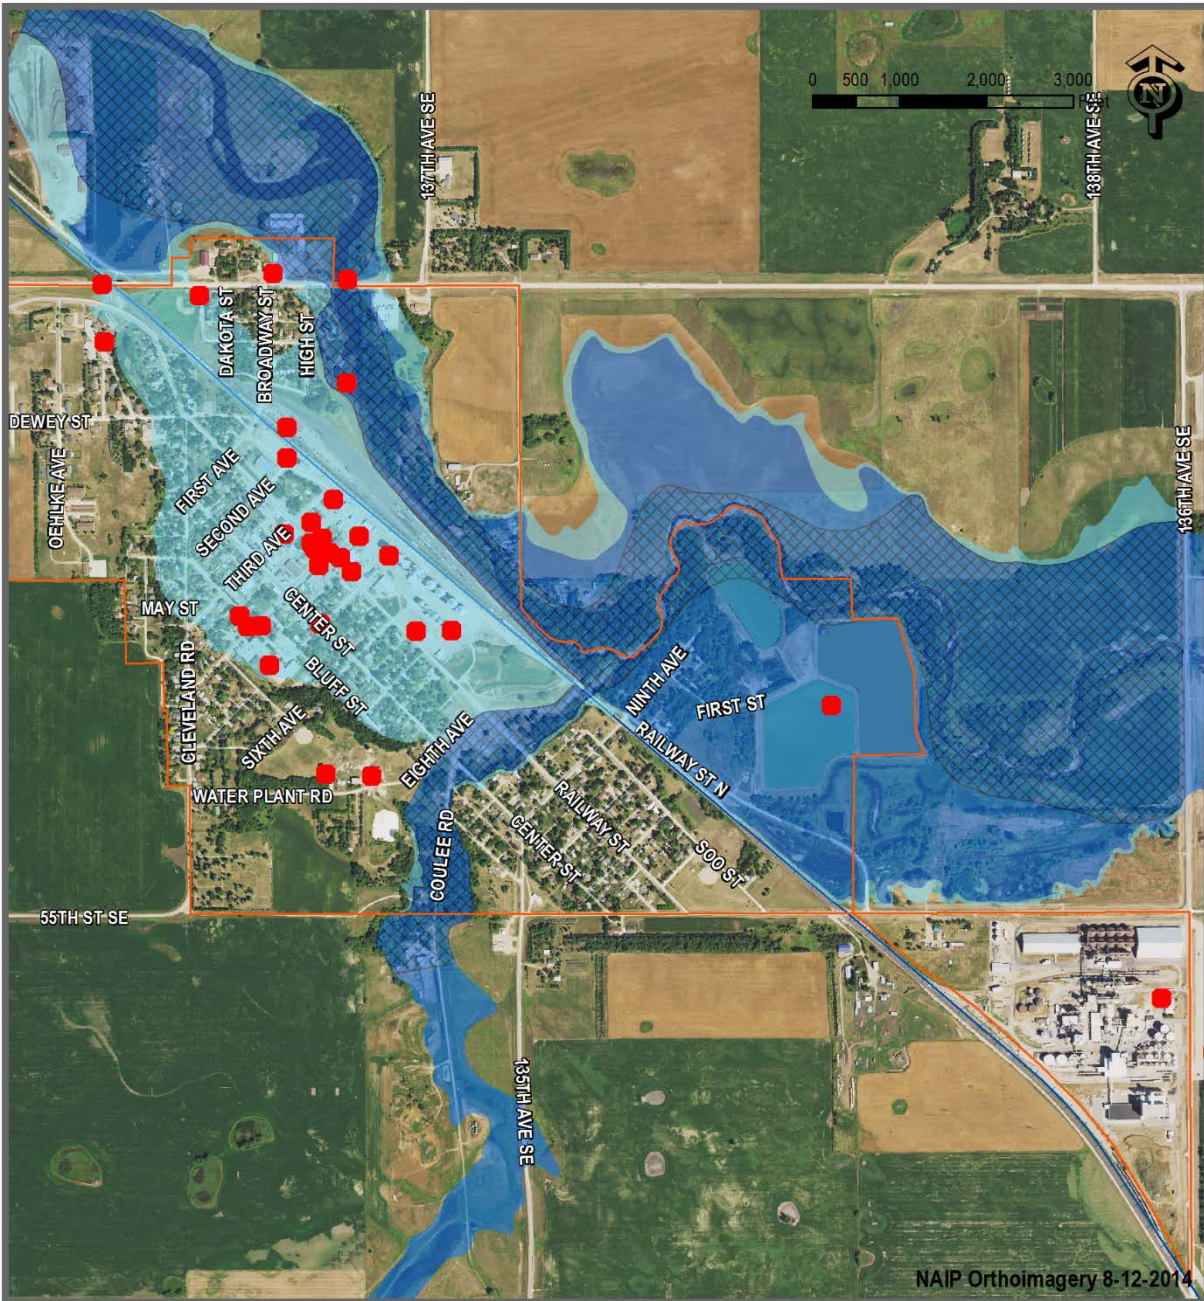 0 500 1,000 2,000 3,000
Feet
N
137TH AVE SE
138TH AVE SE
DAKOTA ST
BROADWAY ST
HIGH ST
DEWEY ST
OEHLKE AVE
FIRST AVE
SECOND AVE
THIRD AVE
136TH AVE SE
MAY ST
CENTER ST
BLUFF ST
CLEVELAND RD
SIXTH AVE
EIGHTH AVE
NINTH AVE
FIRST ST
RAILWAY ST N
WATER PLANT RD
COULEE RD
RAILWAY ST
CENTER ST
SOO ST
55TH ST SE
135TH AVE SE
NAIP Orthoimagery 8-12-2014